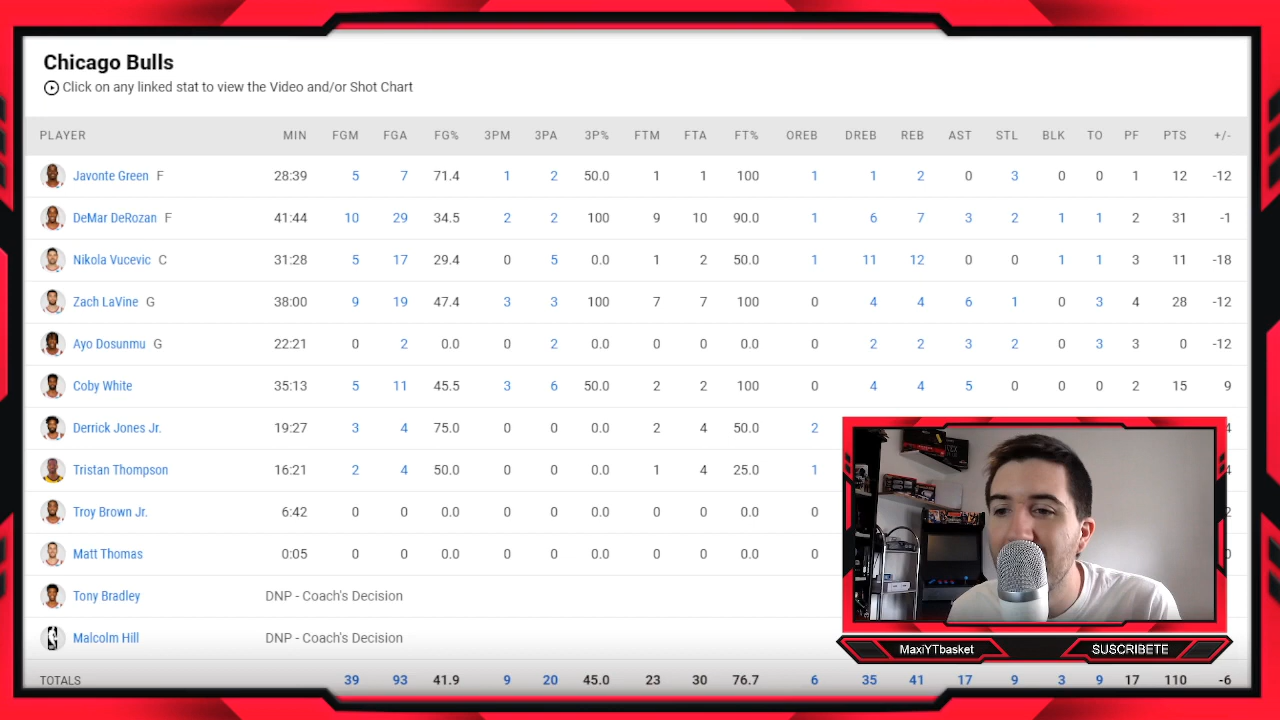 Chicago Bulls
Click on any linked stat to view the Video and/or Shot Chart
PLAYER MIN FGM FGA FG% 3PM 3PA 3P% FTM FTA FT% OREB DREB REB AST STL BLK TO PF PTS +/-
Javonte Green F 28:39 5 7 71.4 1 2 50.0 1 1 100 1 1 2 0 3 0 0 1 12 -12
DeMar DeRozan F 41:44 10 29 34.5 2 2 100 9 10 90.0 1 6 7 3 2 1 1 2 31 -1
Nikola Vucevic C 31:28 5 17 29.4 0 5 0.0 1 2 50.0 1 11 12 0 0 1 1 3 11 -18
Zach LaVine G 38:00 9 19 47.4 3 3 100 7 7 100 0 4 4 6 1 0 3 4 28 -12
Ayo Dosunmu G 22:21 0 2 0.0 0 2 0.0 0 0 0.0 0 2 2 3 2 0 3 3 0 -12
Coby White 35:13 5 11 45.5 3 6 50.0 2 2 100 0 4 4 5 0 0 0 2 15 9
Derrick Jones Jr. 19:27 3 4 75.0 0 0 0.0 2 4 50.0 2 4
Tristan Thompson 16:21 2 4 50.0 0 0 0.0 1 4 25.0 1 4
Troy Brown Jr. 6:42 0 0 0.0 0 0 0.0 0 0 0.0 0 2
Matt Thomas 0:05 0 0 0.0 0 0 0.0 0 0 0.0 0 0
Tony Bradley DNP - Coach's Decision
Malcolm Hill DNP - Coach's Decision
TOTALS 39 93 41.9 9 20 45.0 23 30 76.7 6 35 41 17 9 3 9 17 110 -6
MaxiYTbasket SUSCRIBETE